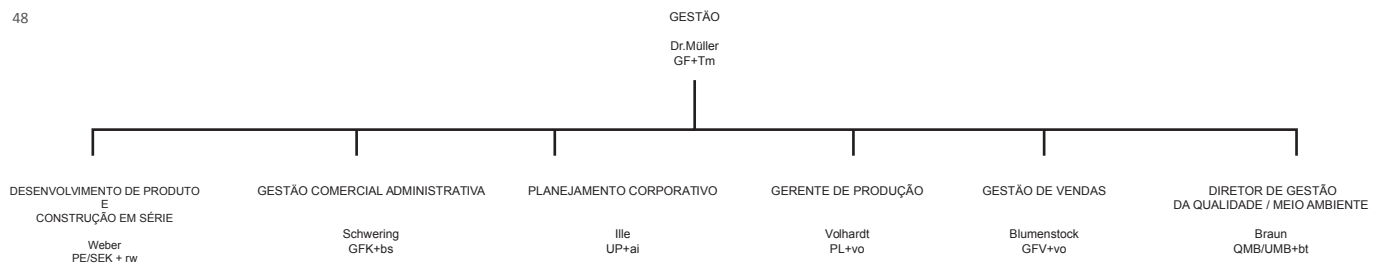 48
GESTÃO
Dr.Müller
GF+Tm
DESENVOLVIMENTO DE PRODUTO
E
CONSTRUÇÃO EM SÉRIE
Weber
PE/SEK + rw
GESTÃO COMERCIAL ADMINISTRATIVA
Schwering
GFK+bs
PLANEJAMENTO CORPORATIVO
Ille
UP+ai
GERENTE DE PRODUÇÃO
Volhardt
PL+vo
GESTÃO DE VENDAS
Blumenstock
GFV+vo
DIRETOR DE GESTÃO
DA QUALIDADE / MEIO AMBIENTE
Braun
QMB/UMB+bt